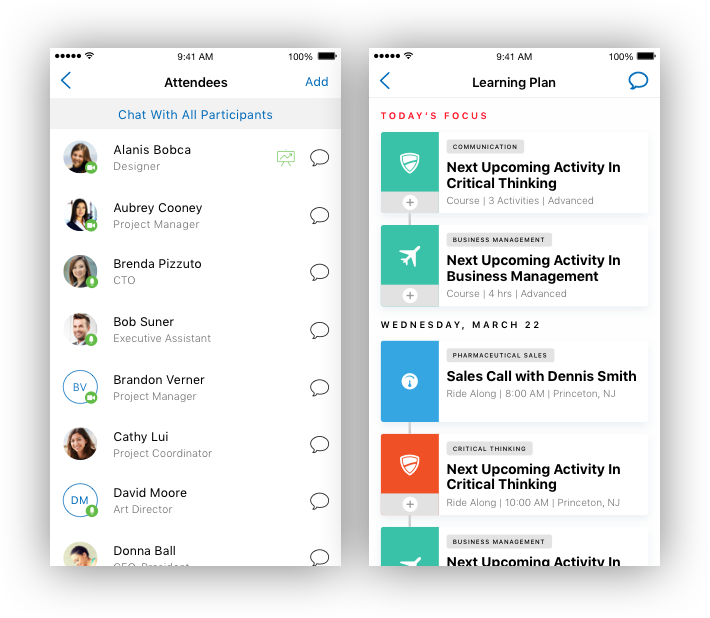 9:41 AM
100%
Attendees
Add
Chat With All Participants
Alanis Bobca
Designer
Aubrey Cooney
Project Manager
Brenda Pizzuto
CTO
Bob Suner
Executive Assistant
BV
Brandon Verner
Project Manager
Cathy Lui
Project Coordinator
DM
David Moore
Art Director
Donna Ball
9:41 AM
100%
Learning Plan
TODAY'S FOCUS
COMMUNICATION
Next Upcoming Activity In
Critical Thinking
Course | 3 Activities | Advanced
BUSINESS MANAGEMENT
Next Upcoming Activity In
Business Management
Course | 4 hrs | Advanced
WEDNESDAY, MARCH 22
PHARMACEUTICAL SALES
Sales Call with Dennis Smith
Ride Along | 8:00 AM | Princeton, NJ
CRITICAL THINKING
Next Upcoming Activity In
Critical Thinking
Ride Along | 10:00 AM | Princeton, NJ
BUSINESS MANAGEMENT
Next Upcoming Activity In